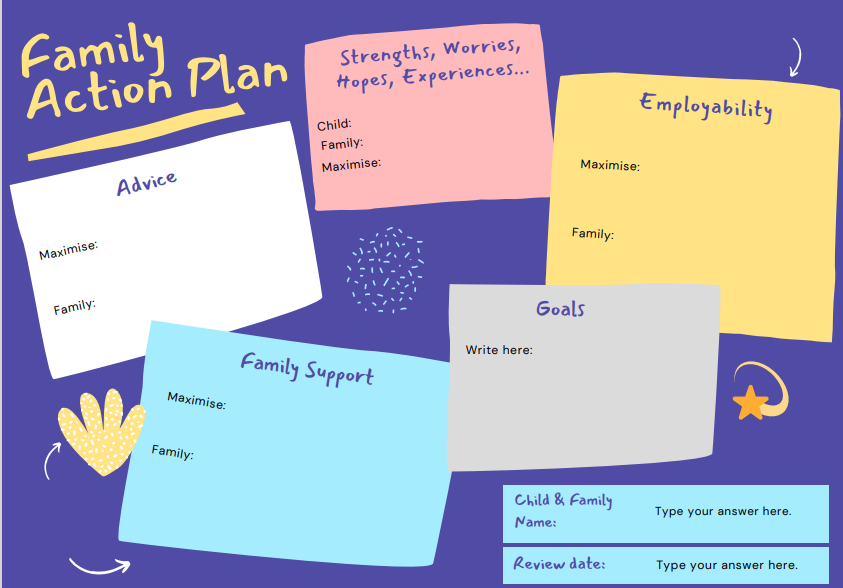 Family
Action Plan
Strengths, Worries,
Hopes, Experiences...
Child:
Family:
Maximise:
Employability
Maximise:
Family:
Advice
Maximise:
Family:
Goals
Write here:
Family Support
Maximise:
Family:
Child & Family
Name:
Type your answer here.
Review date:
Type your answer here.